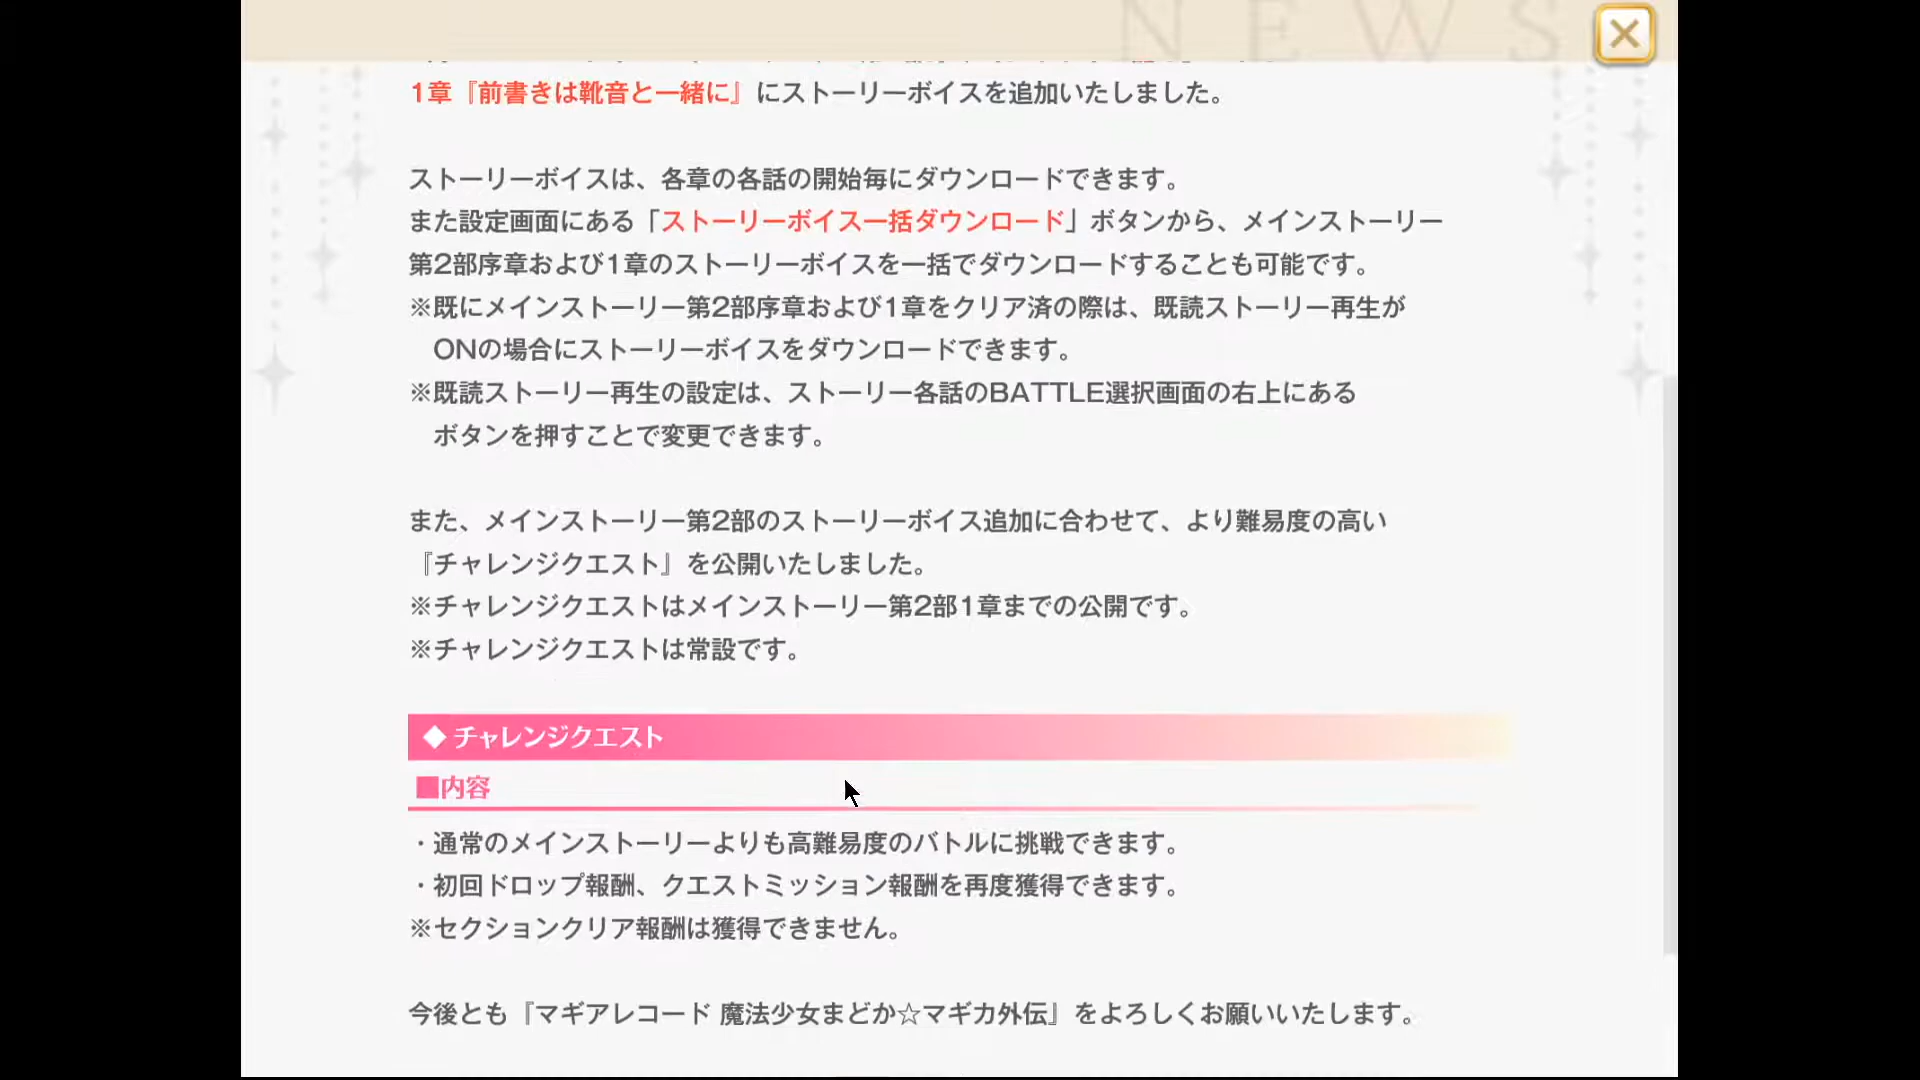 NEWS
1章『前書きは靴音と一緒に』にストーリーボイスを追加いたしました。
ストーリーボイスは、各章の各話の開始毎にダウンロードできます。
また設定画面にある「ストーリーボイス一括ダウンロード」ボタンから、メインストーリー
第2部序章および1章のストーリーボイスを一括でダウンロードすることも可能です。
※既にメインストーリー第2部序章および1章をクリア済の際は、既読ストーリー再生が
ONの場合にストーリーボイスをダウンロードできます。
※既読ストーリー再生の設定は、ストーリー各話のBATTLE選択画面の右上にある
ボタンを押すことで変更できます。
また、メインストーリー第2部のストーリーボイス追加に合わせて、より難易度の高い
『チャレンジクエスト』を公開いたしました。
※チャレンジクエストはメインストーリー第2部1章までの公開です。
※チャレンジクエストは常設です。
◆チャレンジクエスト
■内容
・通常のメインストーリーよりも高難易度のバトルに挑戦できます。
・初回ドロップ報酬、クエストミッション報酬を再度獲得できます。
※セクションクリア報酬は獲得できません。
今後とも『マギアレコード 魔法少女まどか☆マギカ外伝』をよろしくお願いいたします。